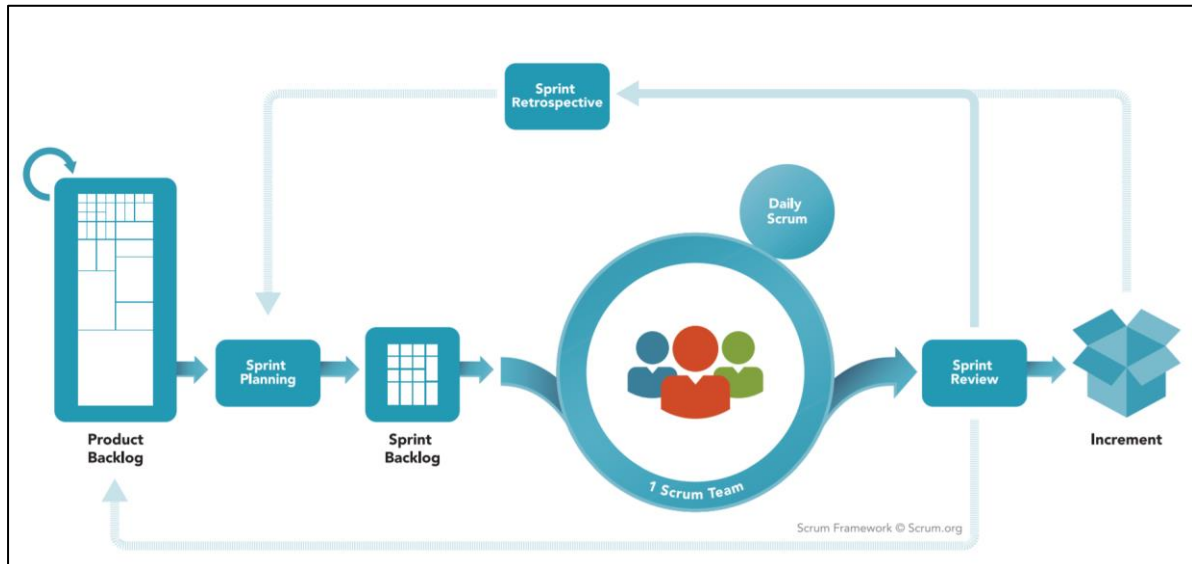 Sprint
Retrospective
Daily
Scrum
Sprint
Planning
Sprint
Review
Product
Backlog
Sprint
Backlog
1 Scrum Team
Increment
Scrum Framework © Scrum.org